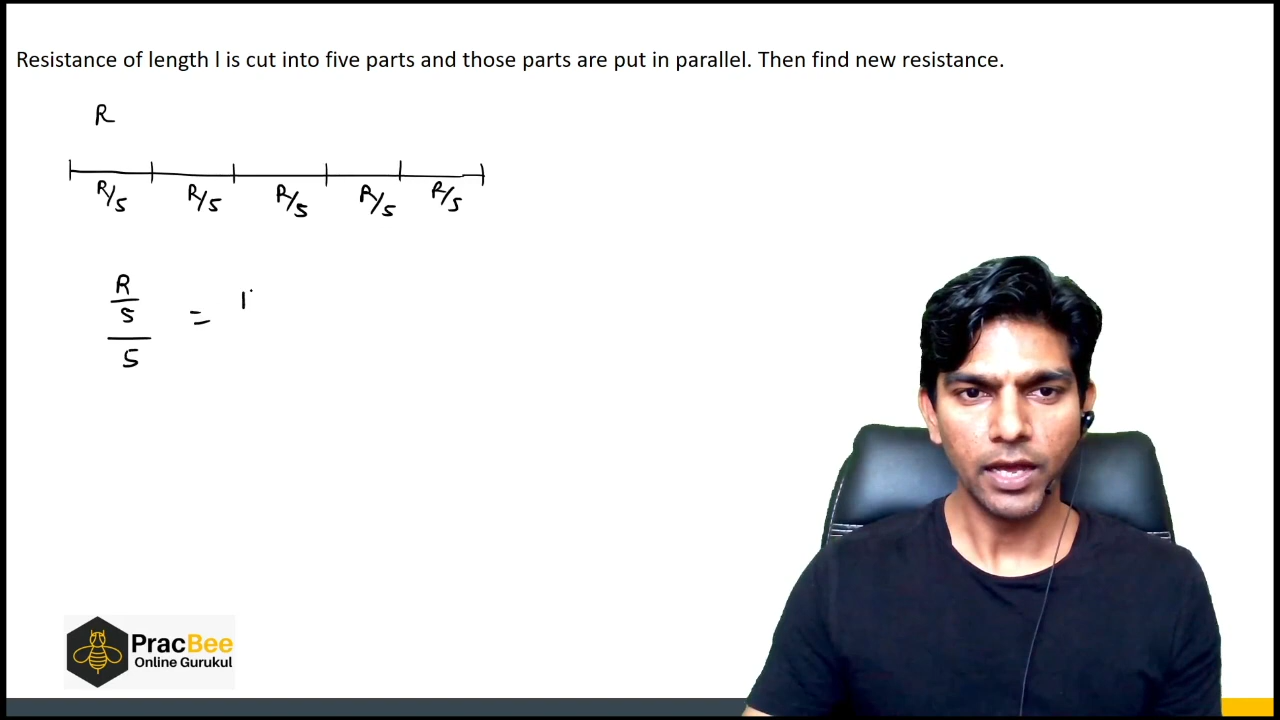 Resistance of length l is cut into five parts and those parts are put in parallel. Then find new resistance.
R
R/5 R/5 R/5 R/5 R/5
R
5 =
5
PracBee
Online Gurukul